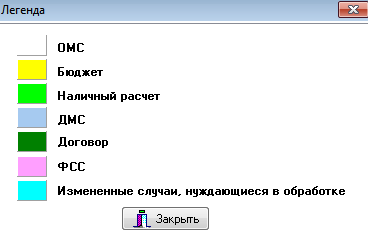 Легенда
ОМС
Бюджет
Наличный расчет
ДМС
Договор
ФСС
Измененные случаи, нуждающиеся в обработке
Закрыть